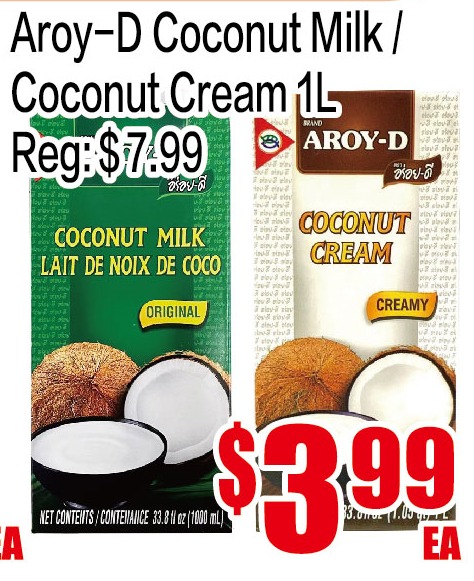 Aroy-D Coconut Milk /
Coconut Cream 1L
Reg:$7.99
BRAND
AROY-D
อร่อย-ดี
อร่อย-ดี
COCONUT MILK
LAIT DE NOIX DE COCO
ORIGINAL
COCONUT
CREAM
CREAMY
$3.99
EA
EA
NET CONTENTS / CONTENANCE 33.8 fl oz (1000 mL)